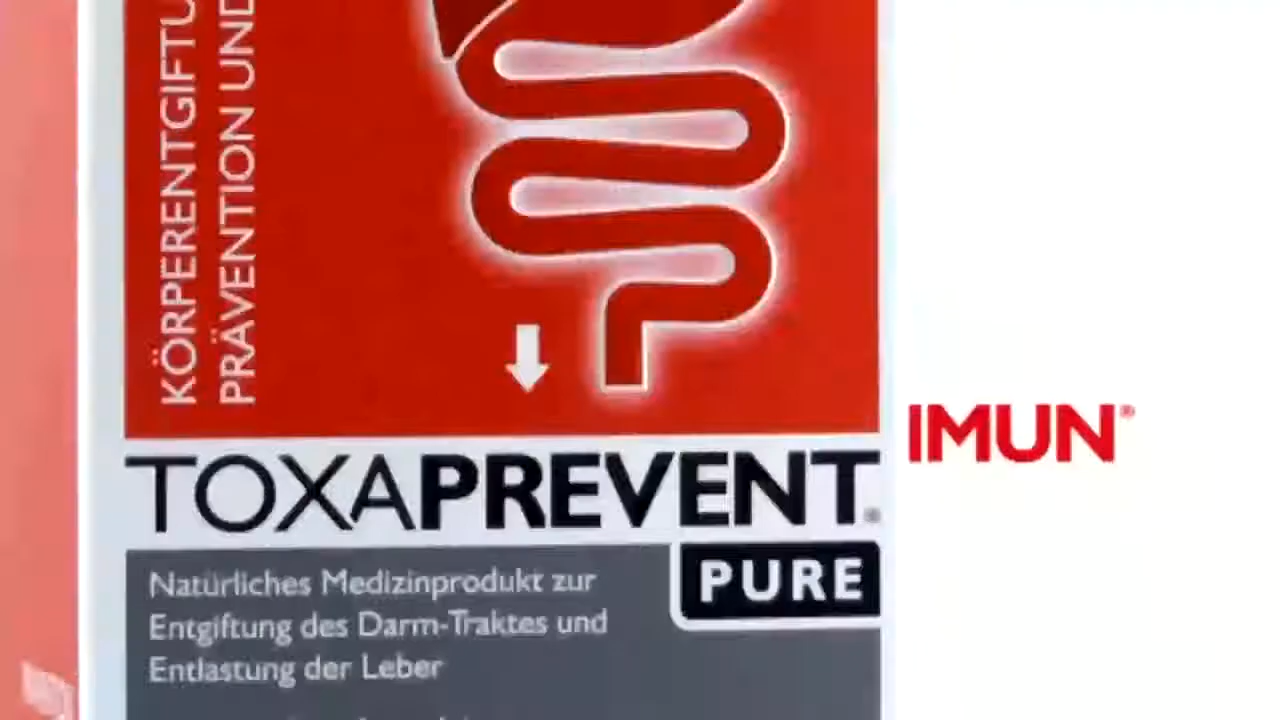 KÖRPERENTGIFTU
PRÄVENTION UND
IMUN®
TOXAPREVENT®
PURE
Natürliches Medizinprodukt zur
Entgiftung des Darm-Traktes und
Entlastung der Leber